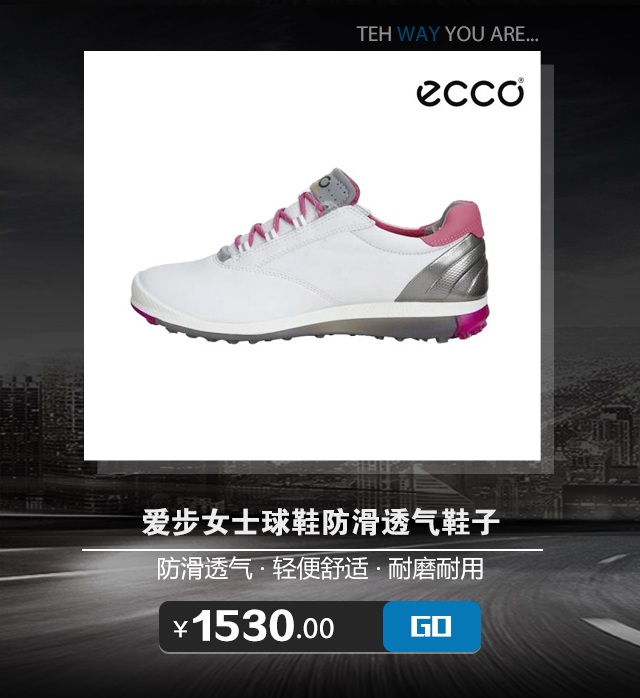 TEH WAY YOU ARE...
ecco®
爱步女士球鞋防滑透气鞋子
防滑透气 · 轻便舒适 · 耐磨耐用
¥1530.00 GO